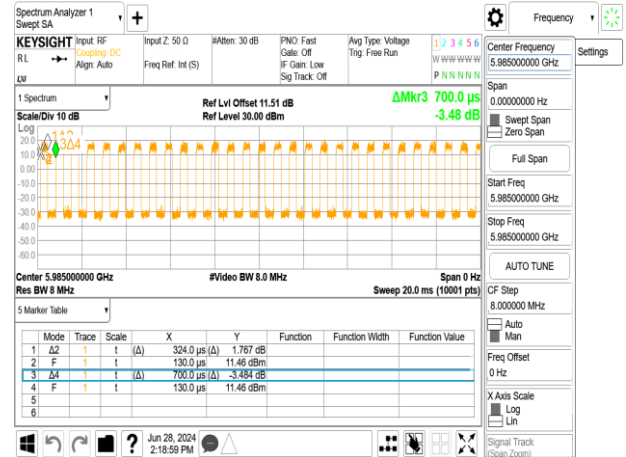 Spectrum Analyzer 1
Swept SA
Frequency
KEYSIGHT Input: RF Input Z: 50 Ω #Atten: 30 dB PNO: Fast Avg Type: Voltage 1 2 3 4 5 6
Coupling: DC Gate: Off Trig: Free Run
RL Align: Auto Freq Ref: Int (S) IF Gain: Low W W W W W W
Sig Track: Off P N N N N N
LXI
Center Frequency
5.985000000 GHz
Settings
Span
0.00000000 Hz
Swept Span
Zero Span
Full Span
Start Freq
5.985000000 GHz
Stop Freq
5.985000000 GHz
AUTO TUNE
CF Step
8.000000 MHz
Auto
Man
Freq Offset
0 Hz
X Axis Scale
Log
Lin
Signal Track
(Span Zoom)
1 Spectrum
Ref Lvl Offset 11.51 dB
ΔMkr3 700.0 µs
Scale/Div 10 dB
Ref Level 30.00 dBm
-3.48 dB
Log
20.0
10.0
0.00
-10.0
-20.0
-30.0
-40.0
-50.0
-60.0
3Δ4
Center 5.985000000 GHz #Video BW 8.0 MHz Span 0 Hz
Res BW 8 MHz Sweep 20.0 ms (10001 pts)
5 Marker Table
Mode Trace Scale X Y Function Function Width Function Value
1 Δ2 1 t (Δ) 324.0 µs (Δ) 1.767 dB
2 F 1 t 130.0 µs 11.46 dBm
3 Δ4 1 t (Δ) 700.0 µs (Δ) -3.484 dB
4 F 1 t 130.0 µs 11.46 dBm
5
6
?
Jun 28, 2024
2:18:59 PM